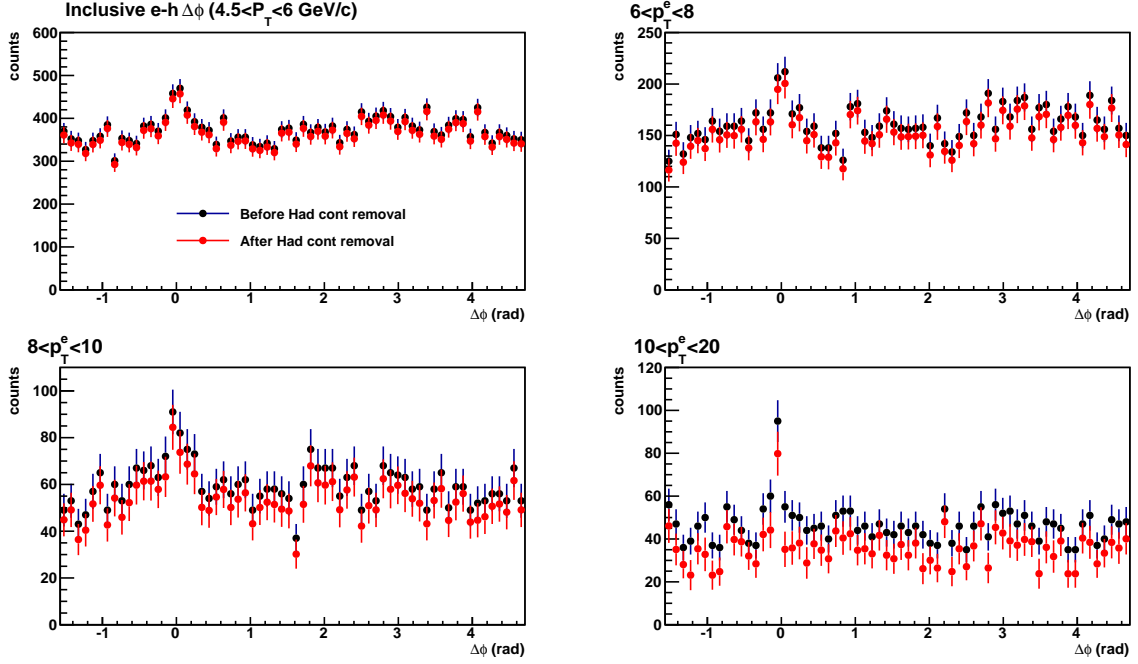 Inclusive e-h Δϕ (4.5<P_T<6 GeV/c)
counts
600
500
400
300
200
100
0
Before Had cont removal
After Had cont removal
-1 0 1 2 3 4
Δϕ (rad)
6<p_T^e<8
counts
250
200
150
100
50
0
-1 0 1 2 3 4
Δϕ (rad)
8<p_T^e<10
counts
100
80
60
40
20
0
-1 0 1 2 3 4
Δϕ (rad)
10<p_T^e<20
counts
120
100
80
60
40
20
0
-1 0 1 2 3 4
Δϕ (rad)